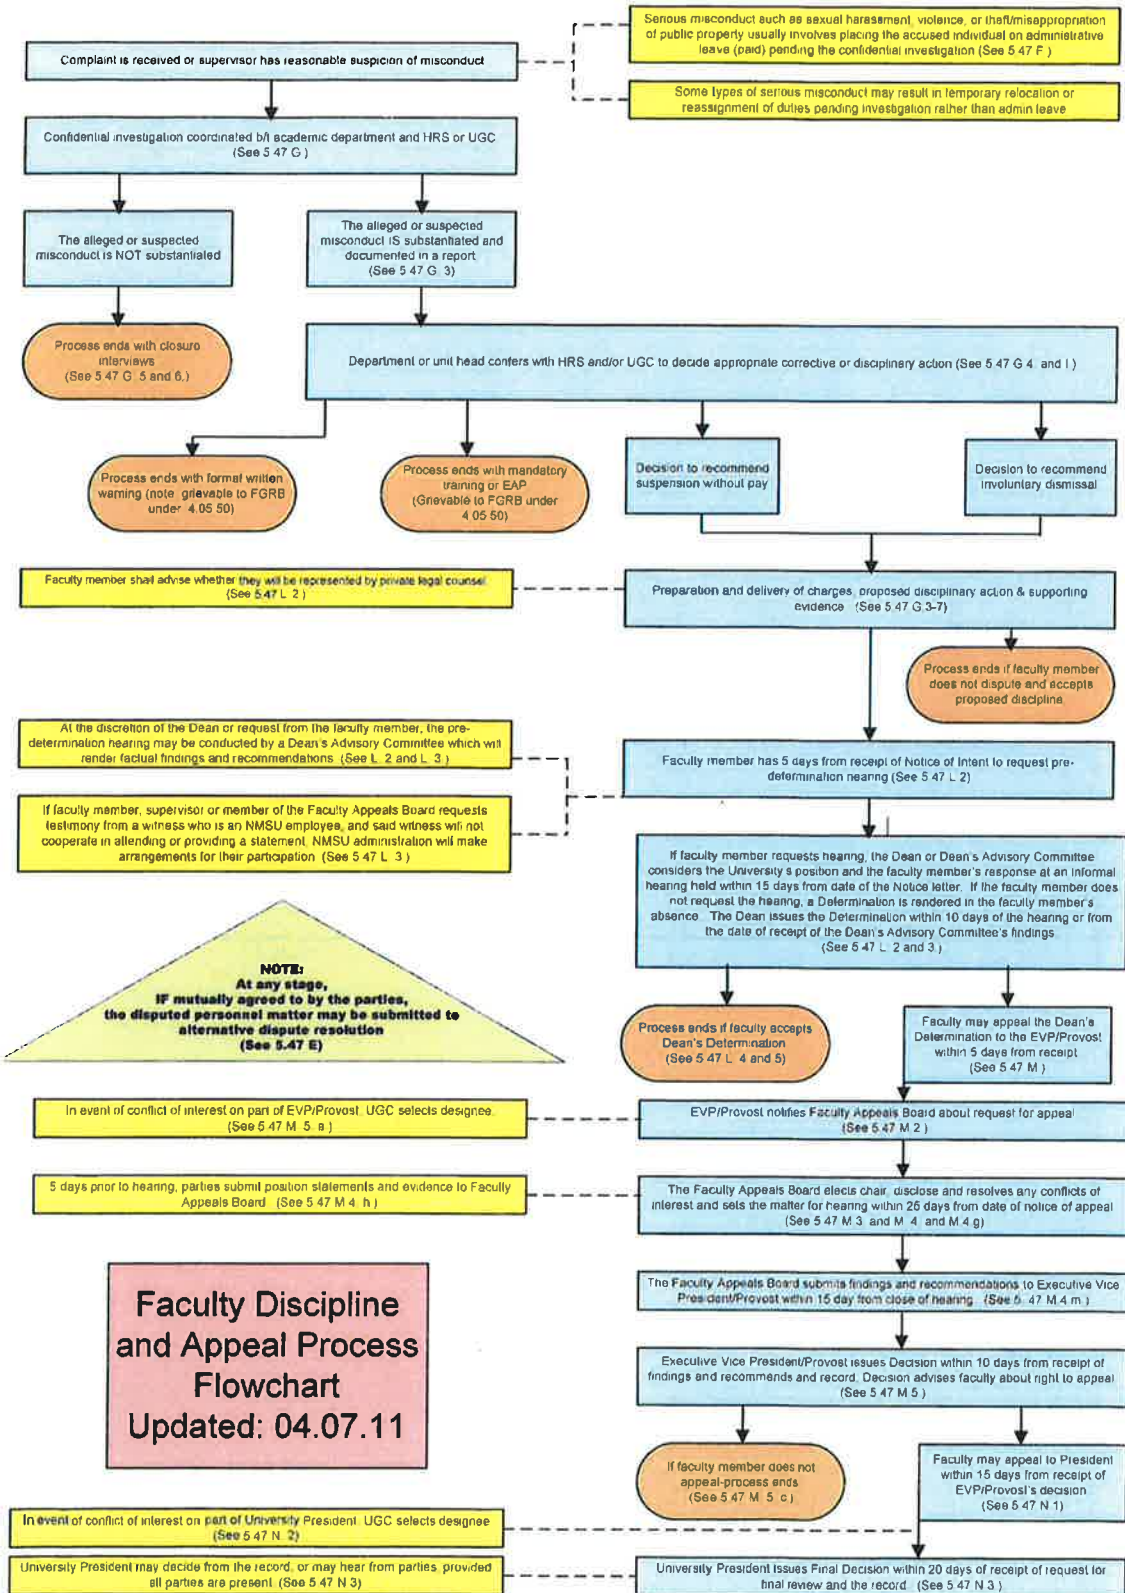 Serious misconduct such as sexual harassment, violence, or theft/misappropriation
of public property usually involves placing the accused individual on administrative
leave (paid) pending the confidential investigation (See 5 47 F )
Complaint is received or supervisor has reasonable suspicion of misconduct
Some types of serious misconduct may result in temporary relocation or
reassignment of duties pending investigation rather than admin leave
Confidential investigation coordinated b/t academic department and HRS or UGC
(See 5 47 G )
The alleged or suspected
misconduct is NOT substantiated
The alleged or suspected
misconduct IS substantiated and
documented in a report
(See 5 47 G 3)
Process ends with closure
interviews
(See 5 47 G 5 and 6.)
Department or unit head confers with HRS and/or UGC to decide appropriate corrective or disciplinary action (See 5 47 G 4 and I )
Process ends with formal written
warning (note grievable to FGRB
under 4.05 50)
Process ends with mandatory
training or EAP
(Grievable to FGRB under
4 05 50)
Decision to recommend
suspension without pay
Decision to recommend
involuntary dismissal
Faculty member shall advise whether they will be represented by private legal counsel
(See 5.47 L 2 )
Preparation and delivery of charges, proposed disciplinary action & supporting
evidence (See 5.47 G.3-7)
Process ends if faculty member
does not dispute and accepts
proposed discipline
At the discretion of the Dean or request from the faculty member, the pre-
determination hearing may be conducted by a Dean's Advisory Committee which will
render factual findings and recommendations (See L. 2 and L. 3 )
Faculty member has 5 days from receipt of Notice of Intent to request pre-
determination hearing (See 5 47 L 2)
If faculty member, supervisor or member of the Faculty Appeals Board requests
testimony from a witness who is an NMSU employee, and said witness will not
cooperate in attending or providing a statement, NMSU administration will make
arrangements for their participation (See 5 47 L 3 )
If faculty member requests hearing, the Dean or Dean's Advisory Committee
considers the University's position and the faculty member's response at an informal
hearing held within 15 days from date of the Notice letter. If the faculty member does
not request the hearing, a Determination is rendered in the faculty member's
absence The Dean issues the Determination within 10 days of the hearing or from
the date of receipt of the Dean's Advisory Committee's findings
(See 5 47 L 2 and 3 )
NOTE:
At any stage,
IF mutually agreed to by the parties,
the disputed personnel matter may be submitted to
alternative dispute resolution
(See 5.47 E)
Process ends if faculty accepts
Dean's Determination
(See 5 47 L 4 and 5)
Faculty may appeal the Dean's
Determination to the EVP/Provost
within 5 days from receipt
(See 5 47 M )
In event of conflict of interest on part of EVP/Provost, UGC selects designee
(See 5 47 M 5 a)
EVP/Provost notifies Faculty Appeals Board about request for appeal
(See 5 47 M 2 )
5 days prior to hearing, parties submit position statements and evidence to Faculty
Appeals Board (See 5 47 M 4 h )
The Faculty Appeals Board elects chair, disclose and resolves any conflicts of
interest and sets the matter for hearing within 25 days from date of notice of appeal
(See 5 47 M 3 and M 4 and M.4.g)
The Faculty Appeals Board submits findings and recommendations to Executive Vice
President/Provost within 15 day from close of hearing (See 5 47 M.4 m )
Faculty Discipline
and Appeal Process
Flowchart
Updated: 04.07.11
Executive Vice President/Provost issues Decision within 10 days from receipt of
findings and recommends and record, Decision advises faculty about right to appeal
(See 5 47 M 5 )
If faculty member does not
appeal-process ends
(See 5 47 M 5 c)
Faculty may appeal to President
within 15 days from receipt of
EVP/Provost's decision
(See 5 47 N 1)
In event of conflict of interest on part of University President UGC selects designee
(See 5 47 N 2)
University President may decide from the record, or may hear from parties, provided
all parties are present (See 5 47 N 3)
University President issues Final Decision within 20 days of receipt of request for
final review and the record (See 5 47 N 3 )